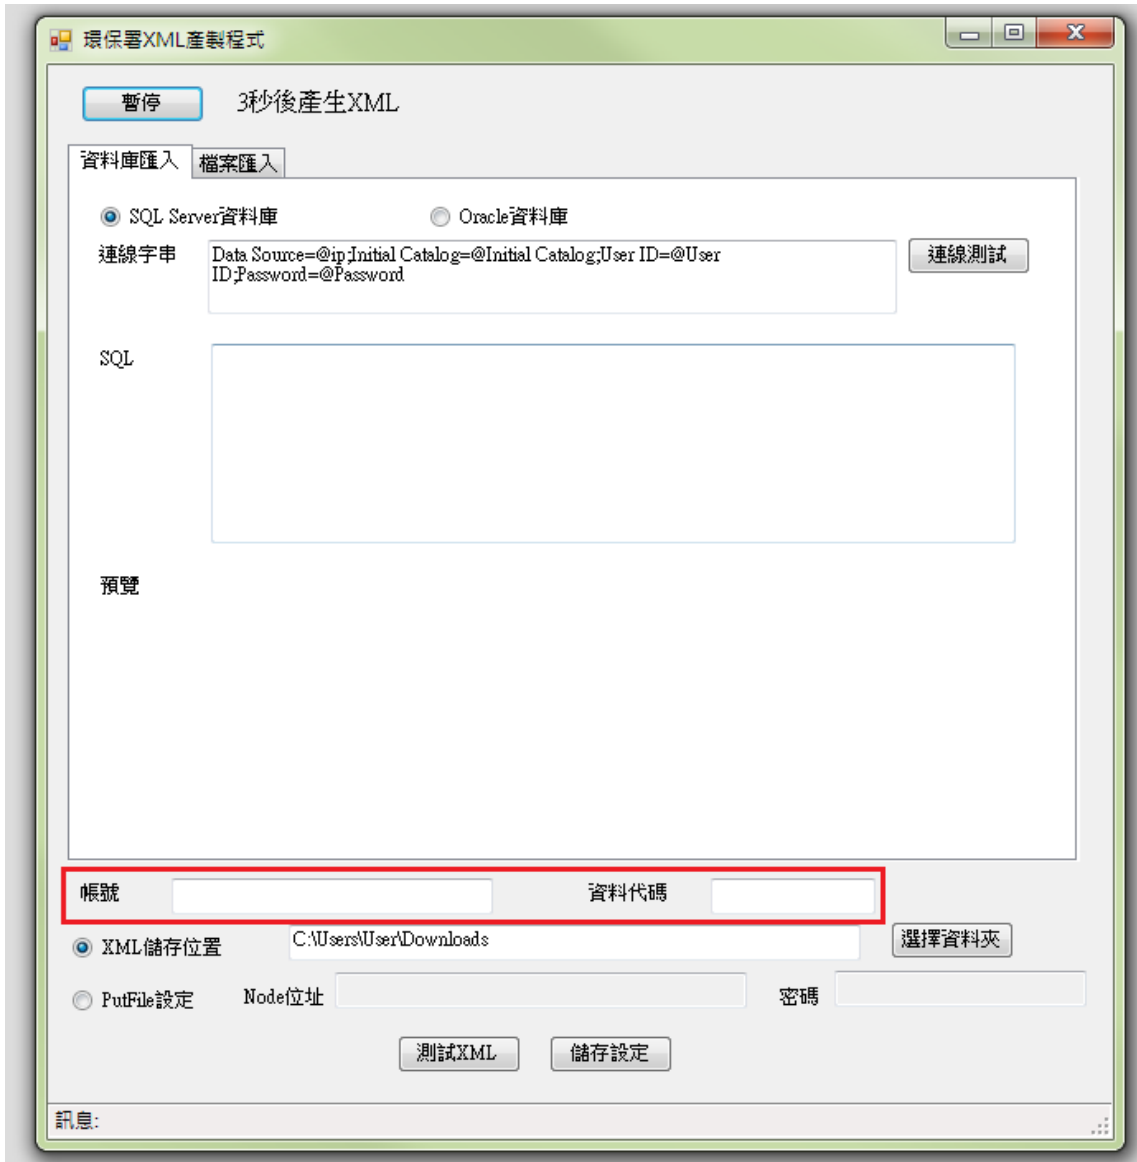 環保署XML產製程式
暫停 3秒後產生XML
資料庫匯入 檔案匯入
SQL Server資料庫 Oracle資料庫
連線字串 Data Source=@ip;Initial Catalog=@Initial Catalog;User ID=@User 連線測試
ID;Password=@Password
SQL
預覽
帳號 資料代碼
XML儲存位置 C:\Users\User\Downloads 選擇資料夾
PutFile設定 Node位址 密碼
測試XML 儲存設定
訊息: